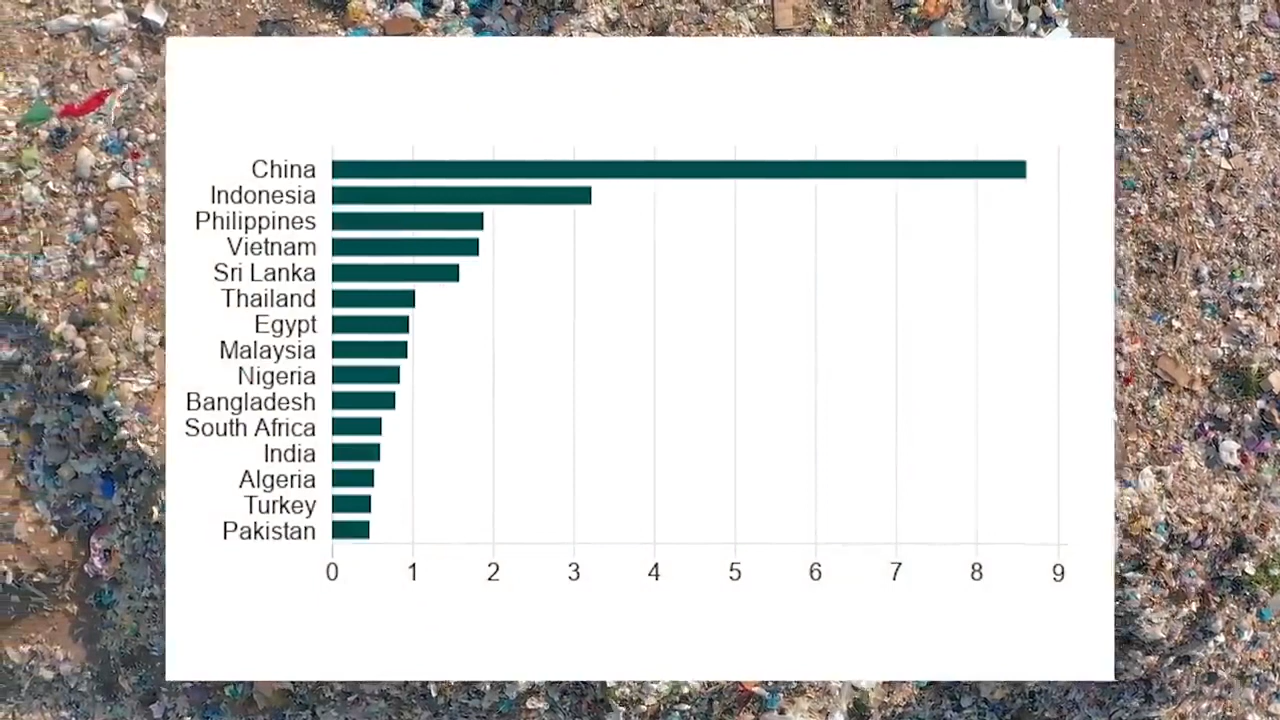 China
Indonesia
Philippines
Vietnam
Sri Lanka
Thailand
Egypt
Malaysia
Nigeria
Bangladesh
South Africa
India
Algeria
Turkey
Pakistan
0 1 2 3 4 5 6 7 8 9